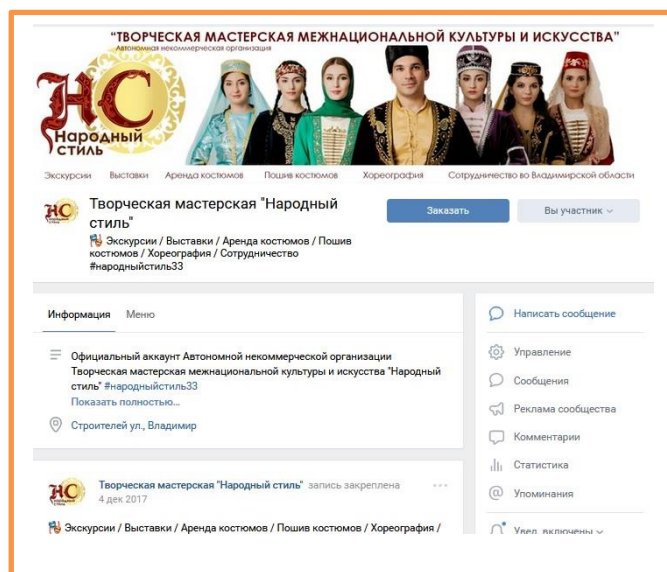 "ТВОРЧЕСКАЯ МАСТЕРСКАЯ МЕЖНАЦИОНАЛЬНОЙ КУЛЬТУРЫ И ИСКУССТВА"
Автономная некоммерческая организация
НС
Народный
стиль
Экскурсии Выставки Аренда костюмов Пошив костюмов Хореография Сотрудничество во Владимирской области
НС
Творческая мастерская "Народный
стиль"
Экскурсии / Выставки / Аренда костюмов / Пошив
костюмов / Хореография / Сотрудничество
#народныйстиль33
Заказать
Вы участник
Информация Меню
Официальный аккаунт Автономной некоммерческой организации
Творческая мастерская межнациональной культуры и искусства "Народный
стиль" #народныйстиль33
Показать полностью...
Строителей ул., Владимир
НС
Творческая мастерская "Народный стиль" запись закреплена
4 дек 2017
Экскурсии / Выставки / Аренда костюмов / Пошив костюмов / Хореография /
Написать сообщение
Управление
Сообщения
Реклама сообщества
Комментарии
Статистика
Упоминания
Увед. включены